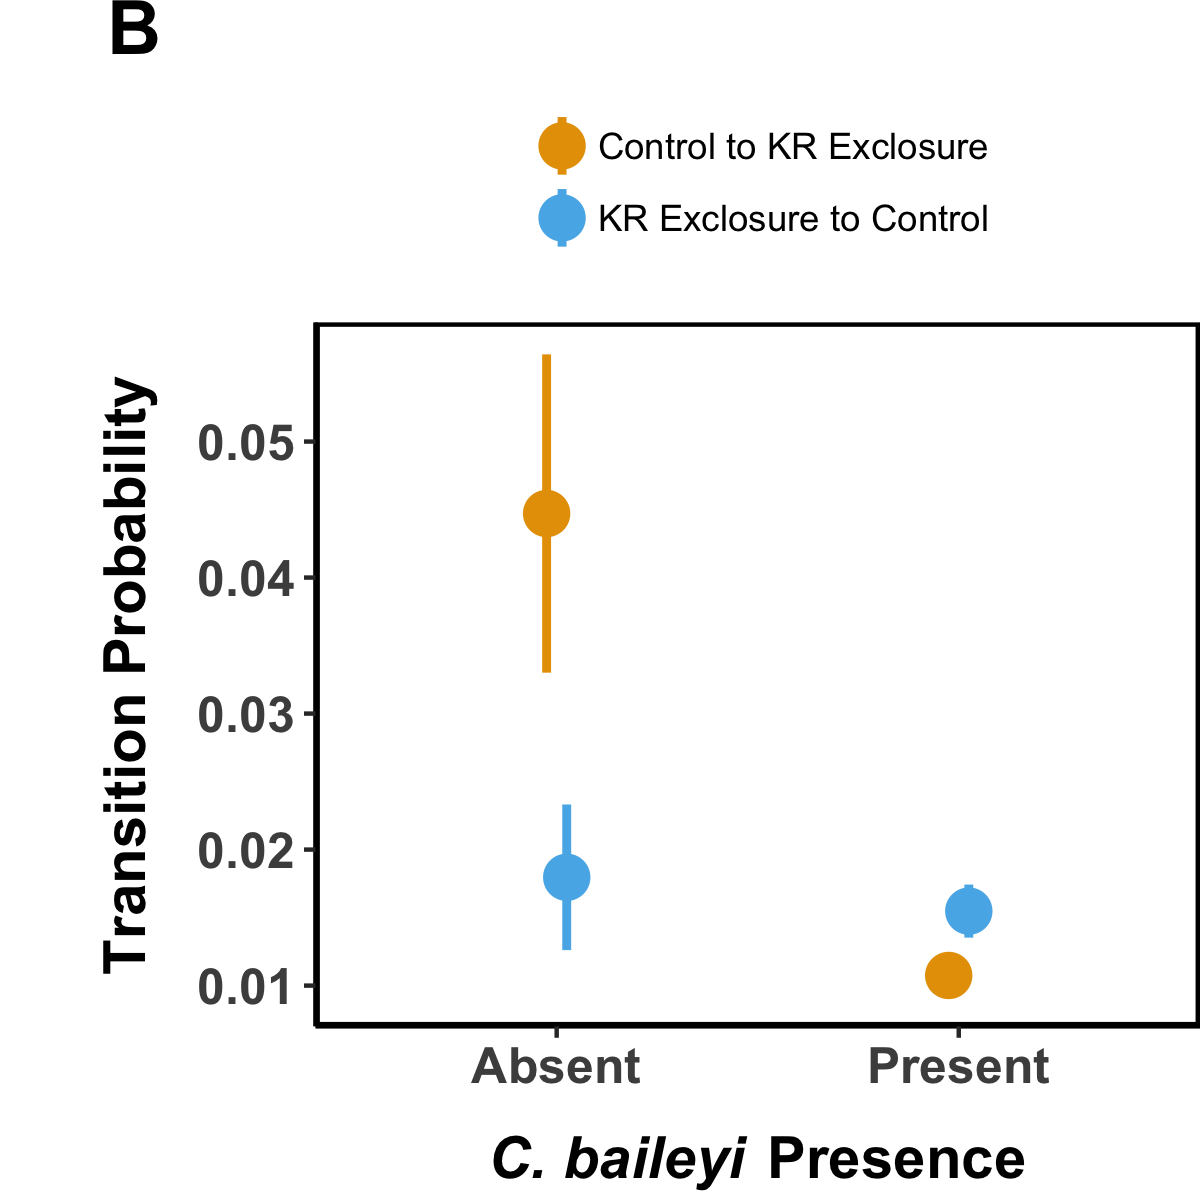 B
Control to KR Exclosure
KR Exclosure to Control
Transition Probability
0.05
0.04
0.03
0.02
0.01
Absent Present
C. baileyi Presence